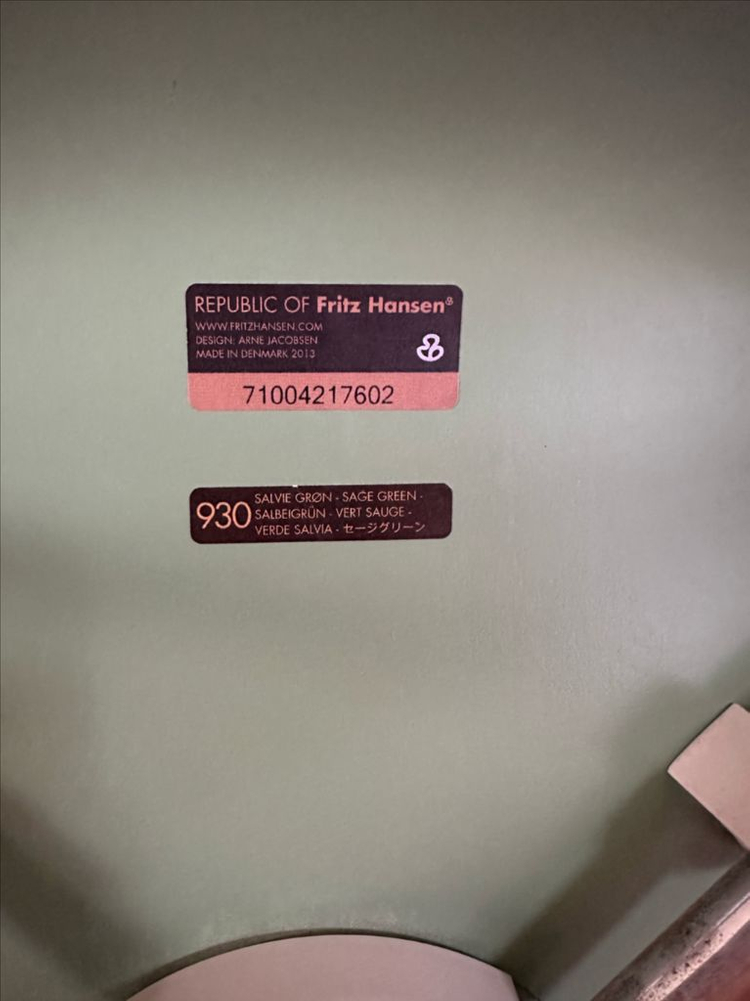 REPUBLIC OF Fritz Hansen®
WWW.FRITZHANSEN.COM
DESIGN: ARNE JACOBSEN
MADE IN DENMARK 2013
71004217602
930
SALVIE GRØN - SAGE GREEN -
SALBEIGRÜN - VERT SAUGE -
VERDE SALVIA - セージグリーン